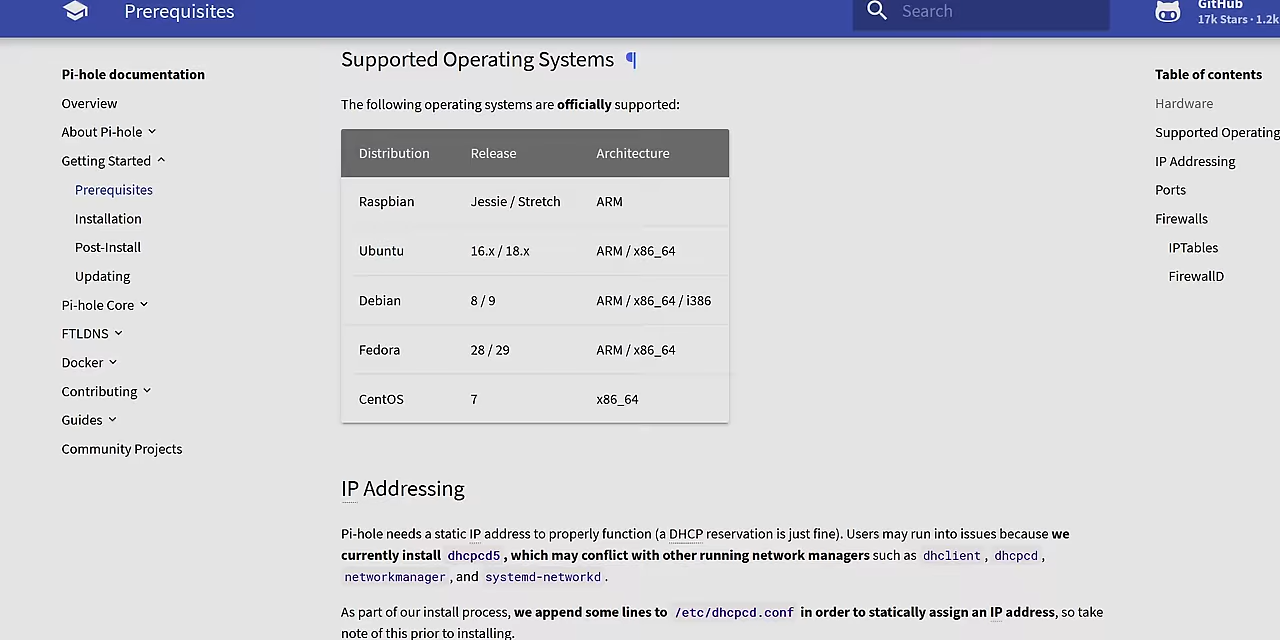 Prerequisites
Search
GitHub
17k Stars · 1.2k
Pi-hole documentation
Overview
About Pi-hole
Getting Started
Prerequisites
Installation
Post-Install
Updating
Pi-hole Core
FTLDNS
Docker
Contributing
Guides
Community Projects
Supported Operating Systems ¶
The following operating systems are officially supported:
Distribution Release Architecture
Raspbian Jessie / Stretch ARM
Ubuntu 16.x / 18.x ARM / x86_64
Debian 8 / 9 ARM / x86_64 / i386
Fedora 28 / 29 ARM / x86_64
CentOS 7 x86_64
IP Addressing
Pi-hole needs a static IP address to properly function (a DHCP reservation is just fine). Users may run into issues because we
currently install dhcpcd5, which may conflict with other running network managers such as dhclient, dhcpcd,
networkmanager, and systemd-networkd.
As part of our install process, we append some lines to /etc/dhcpcd.conf in order to statically assign an IP address, so take
note of this prior to installing.
Table of contents
Hardware
Supported Operating
IP Addressing
Ports
Firewalls
IPTables
FirewallD